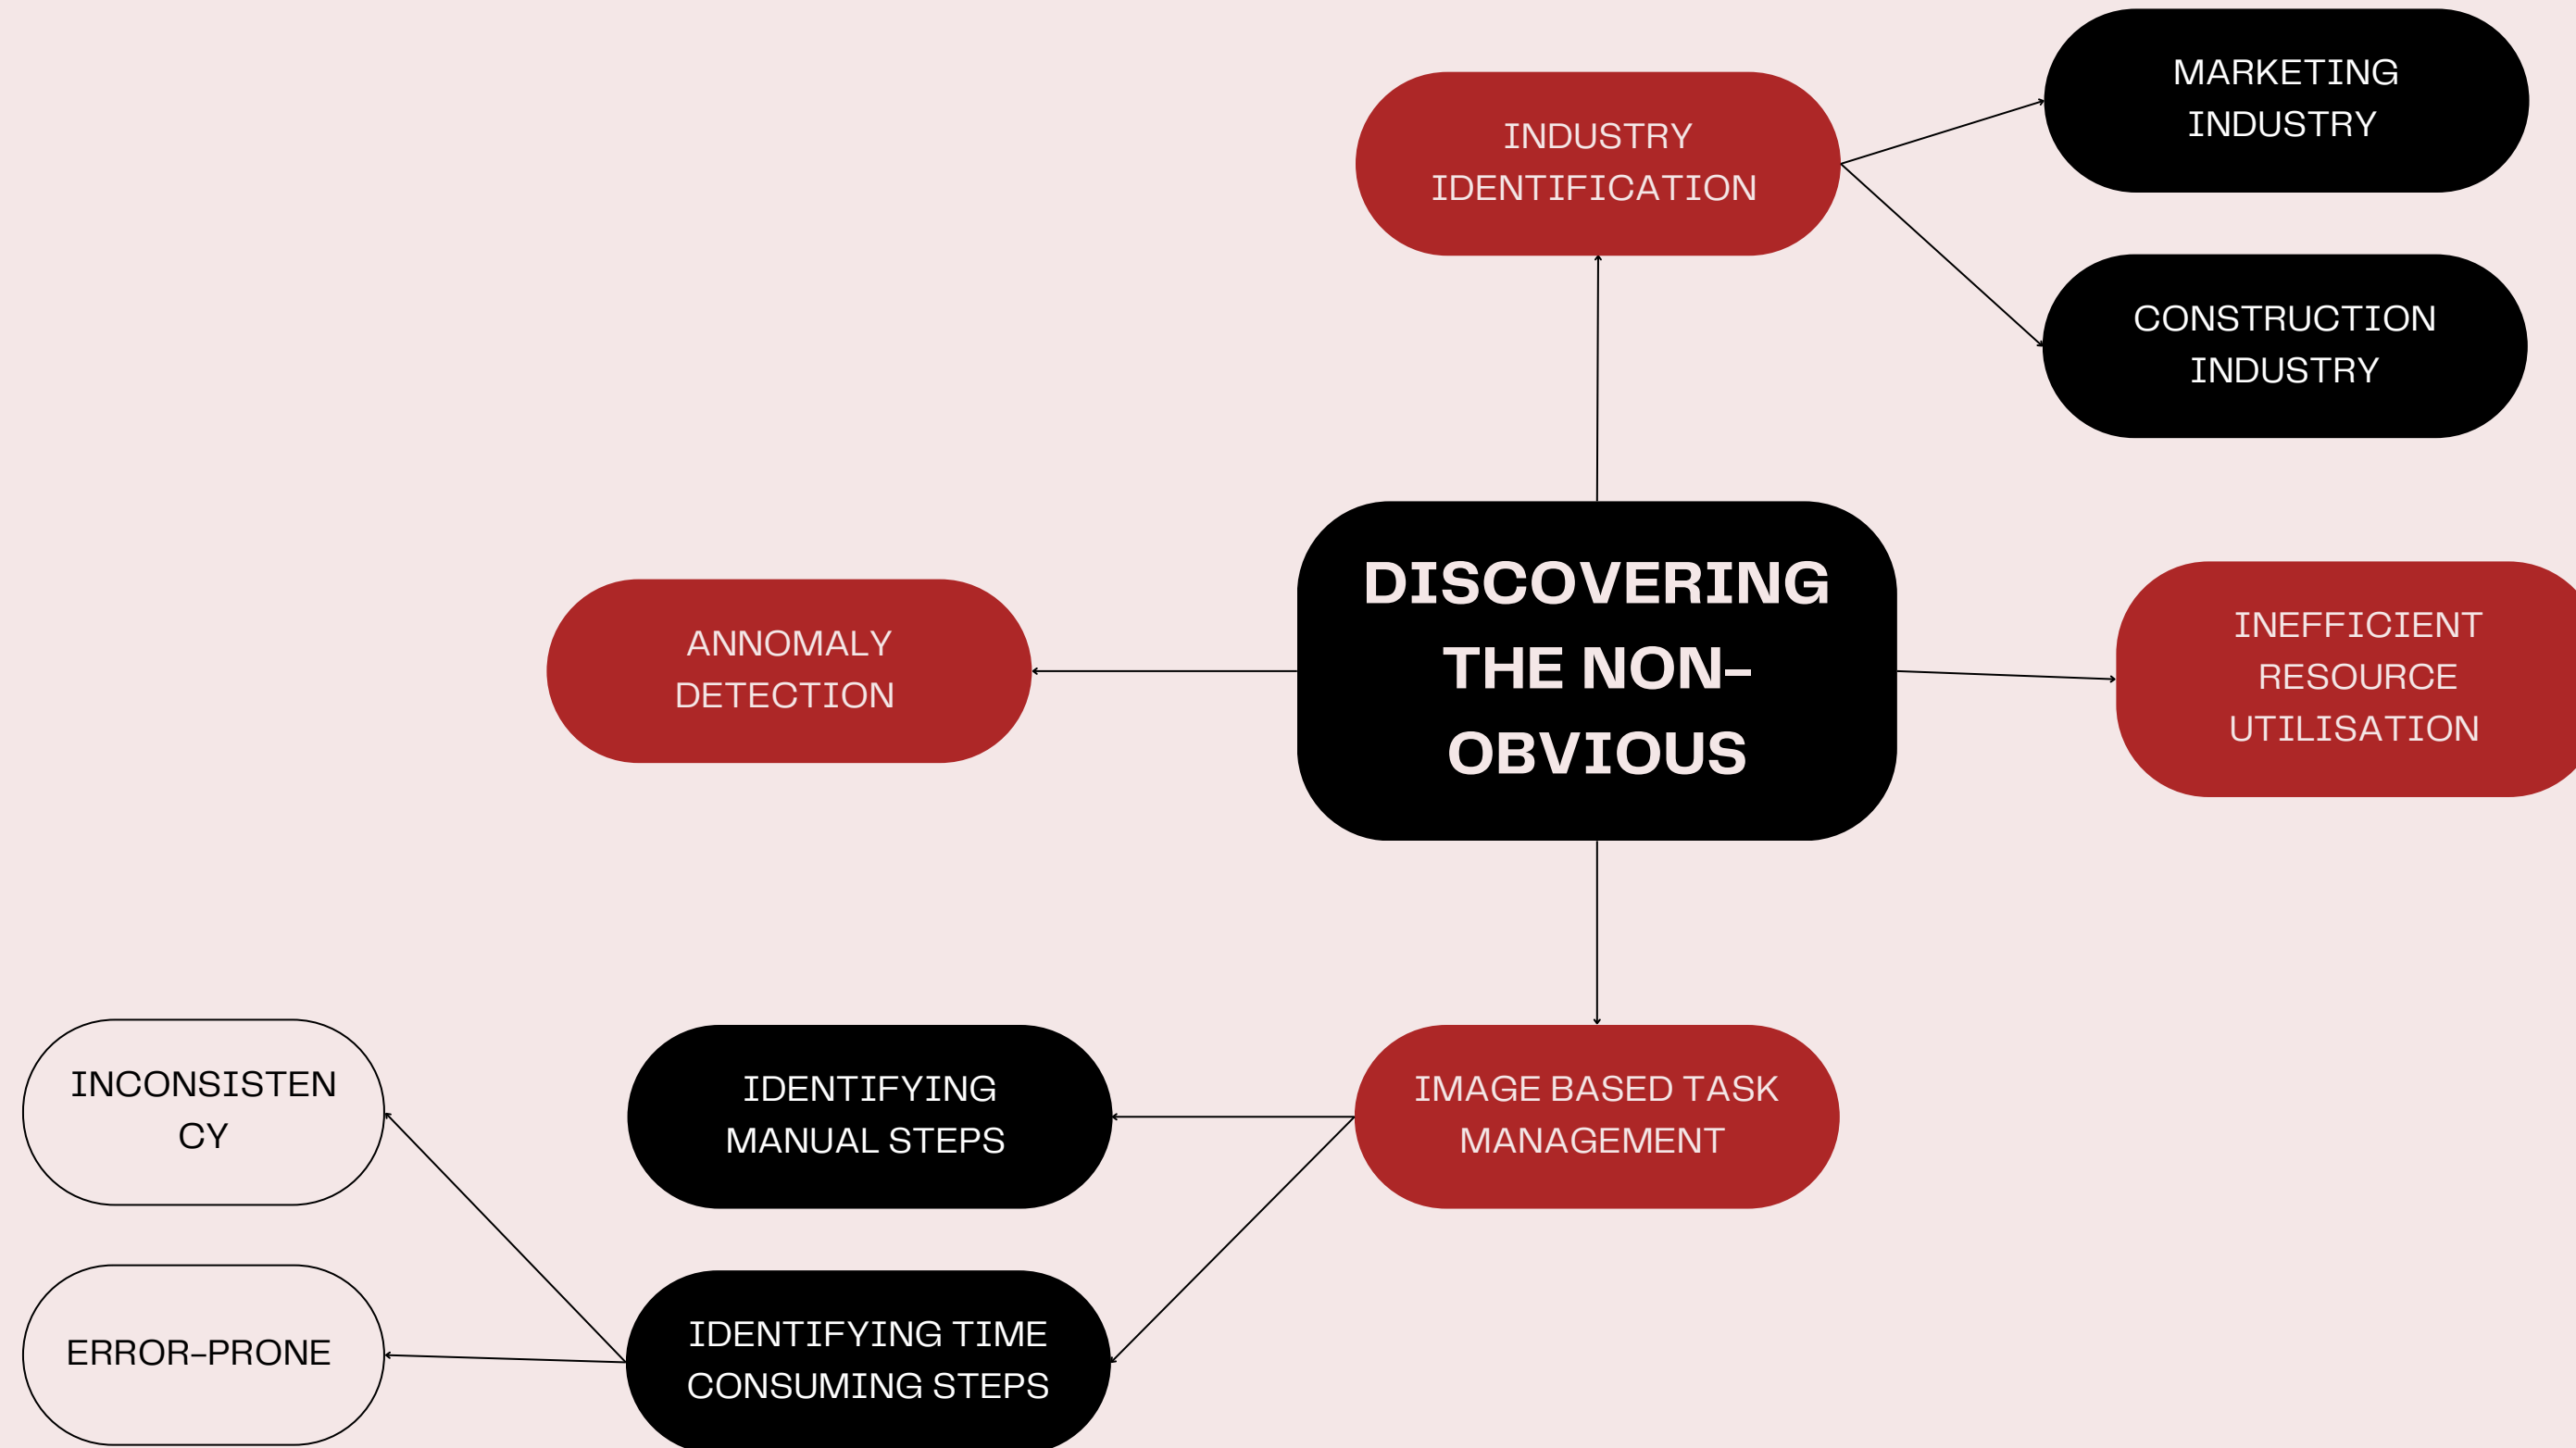 MARKETING
INDUSTRY
INDUSTRY
IDENTIFICATION
CONSTRUCTION
INDUSTRY
DISCOVERING
THE NON-
OBVIOUS
ANNOMALY
DETECTION
INEFFICIENT
RESOURCE
UTILISATION
INCONSISTEN
CY
IDENTIFYING
MANUAL STEPS
IMAGE BASED TASK
MANAGEMENT
ERROR-PRONE
IDENTIFYING TIME
CONSUMING STEPS